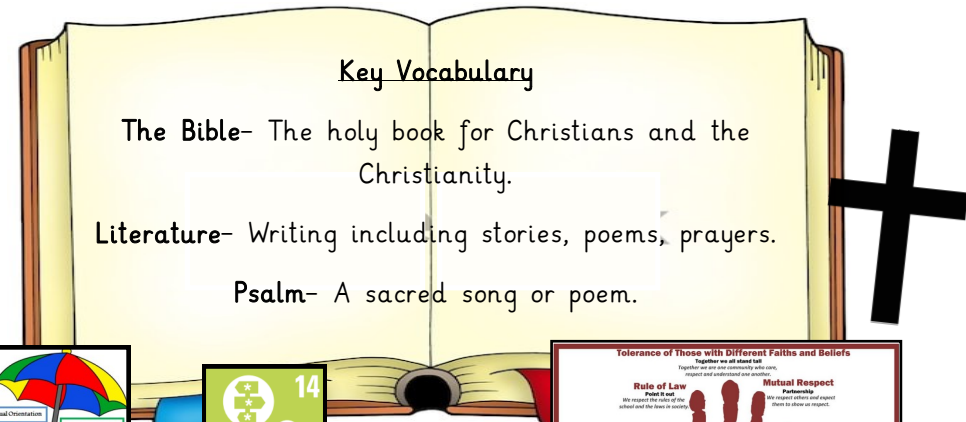 Key Vocabulary
The Bible– The holy book for Christians and the
Christianity.
Literature– Writing including stories, poems, prayers.
Psalm– A sacred song or poem.
ual Orientation
14
Tolerance of Those with Different Faiths and Beliefs
Together we all stand tall
Together we are one community who care,
respect and understand one another.
Rule of Law
Point it out
We respect the rules of the
school and the laws in society.
Mutual Respect
Partnership
We respect others and expect
them to show us respect.